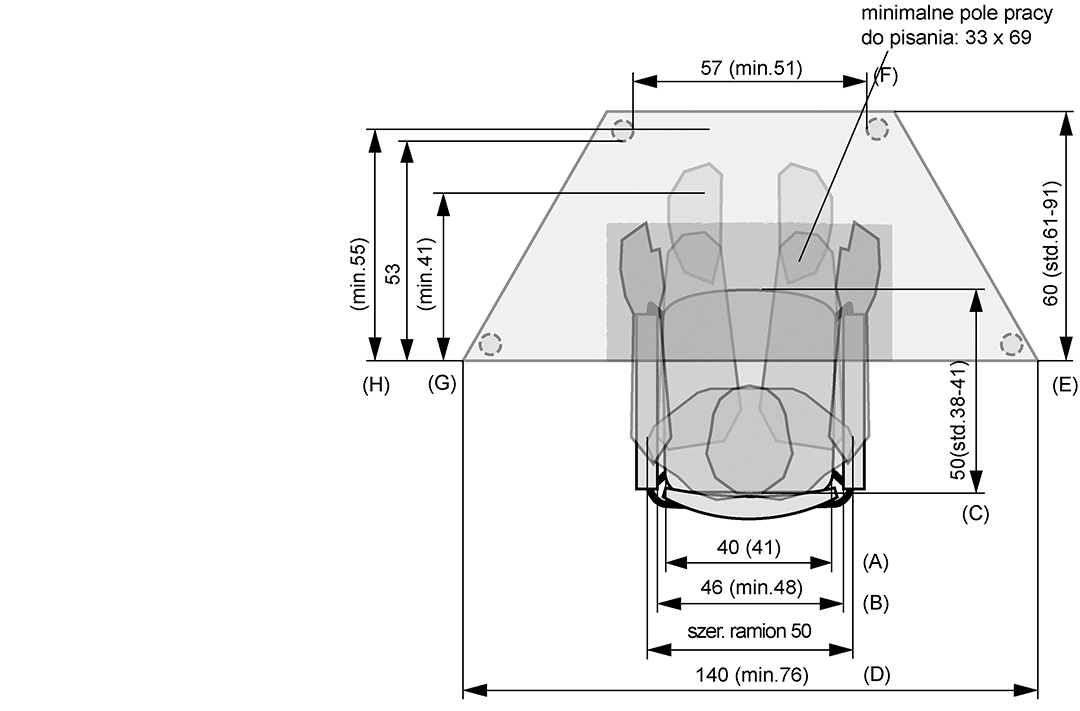 minimalne pole pracy
do pisania: 33 x 69
57 (min.51)
(F)
(min.55)
53
(min.41)
60 (std.61-91)
(H)
(G)
50(std.38-41)
(E)
(C)
40 (41)
(A)
46 (min.48)
(B)
szer. ramion 50
140 (min.76)
(D)